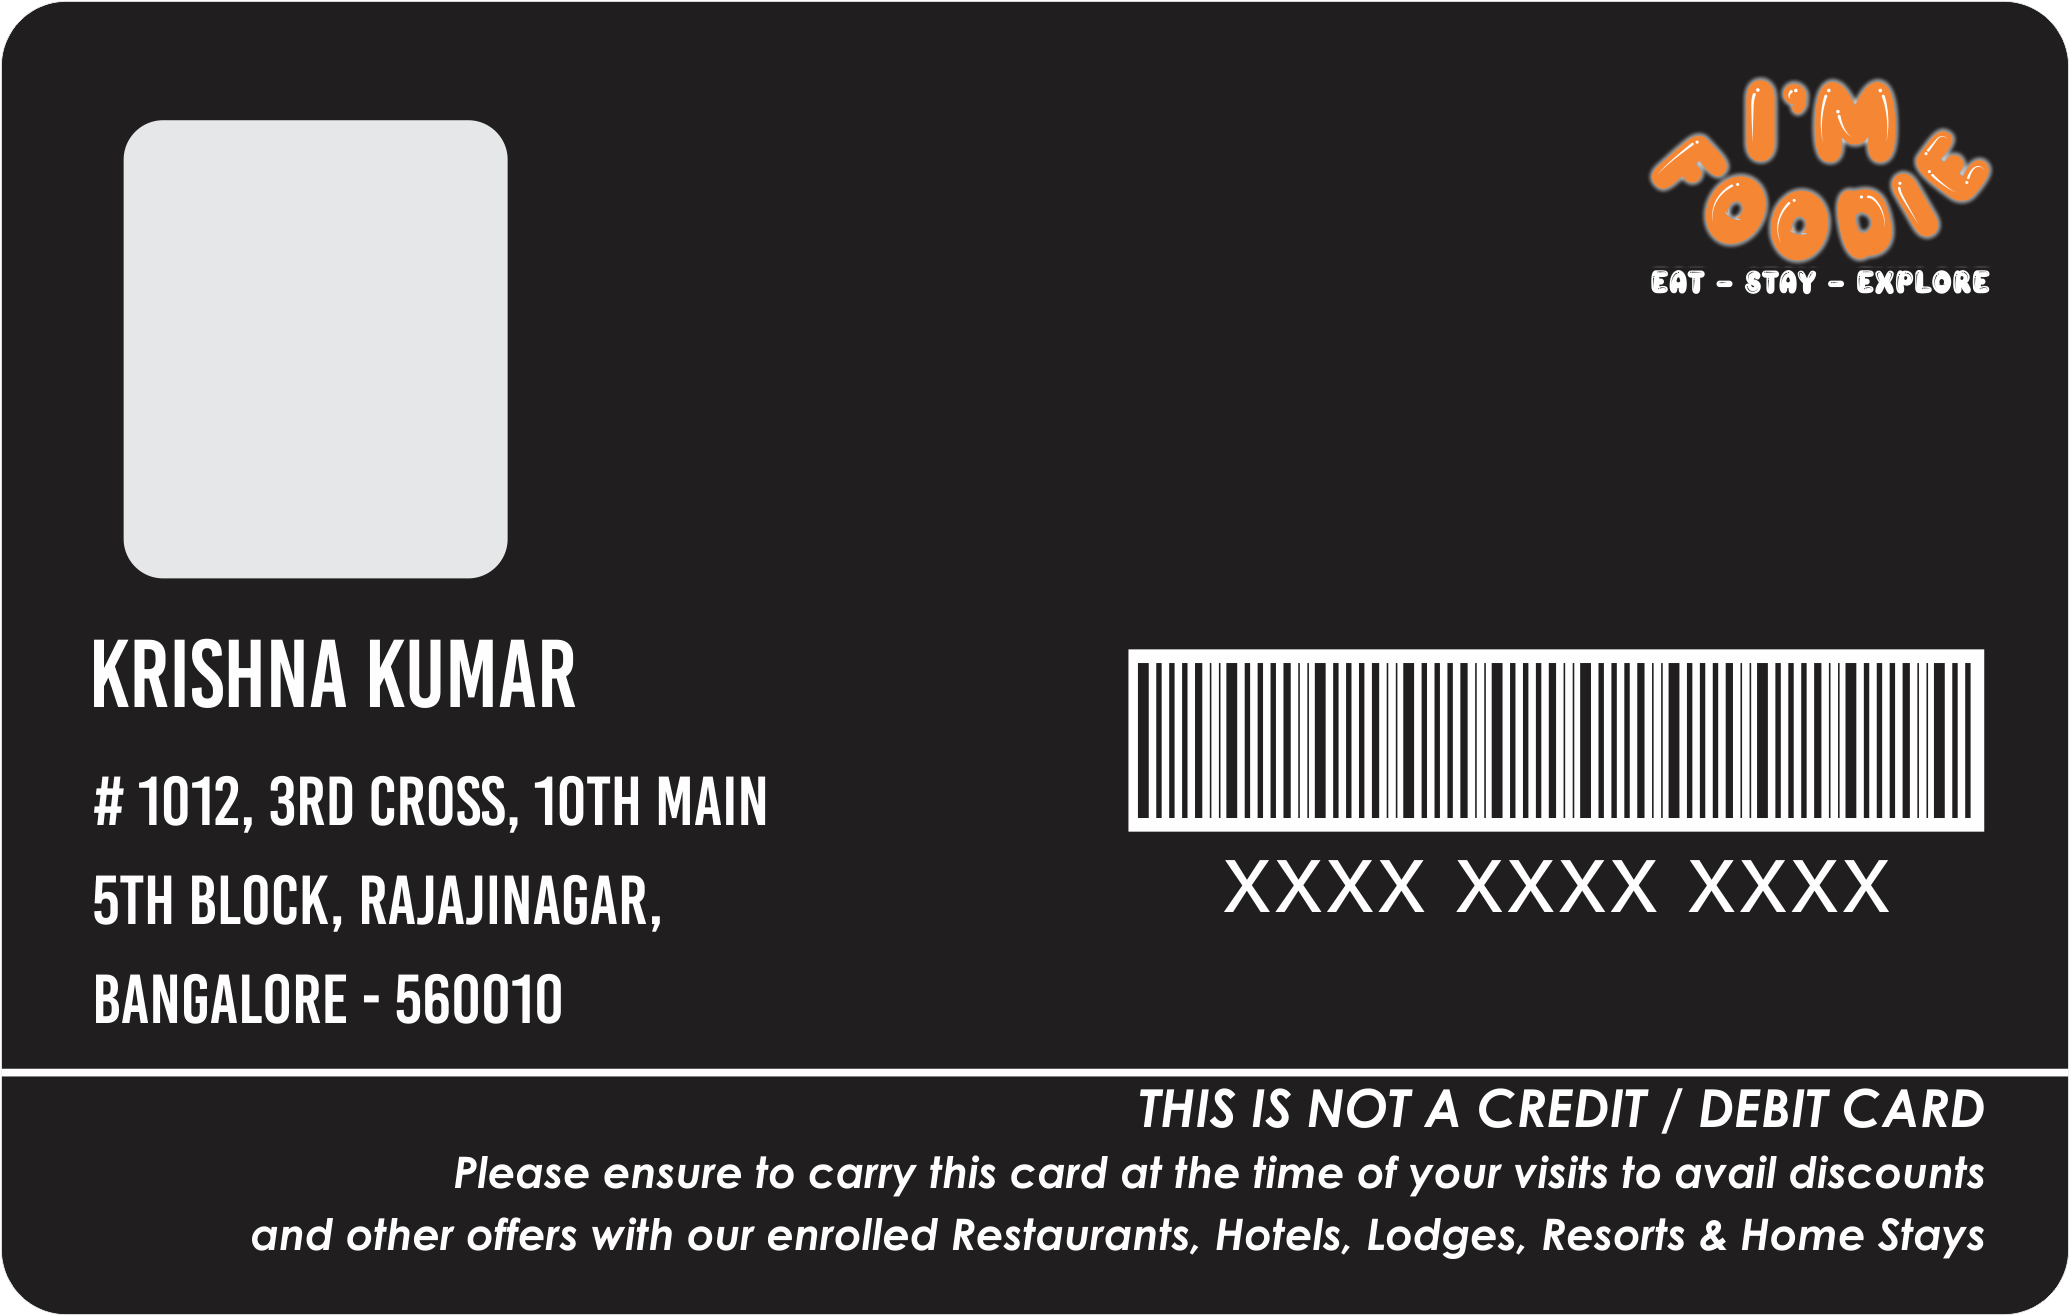 I'M
FOODIE
EAT - STAY - EXPLORE
KRISHNA KUMAR
# 1012, 3RD CROSS, 10TH MAIN
5TH BLOCK, RAJAJINAGAR,
BANGALORE - 560010
XXXX XXXX XXXX
THIS IS NOT A CREDIT / DEBIT CARD
Please ensure to carry this card at the time of your visits to avail discounts
and other offers with our enrolled Restaurants, Hotels, Lodges, Resorts & Home Stays